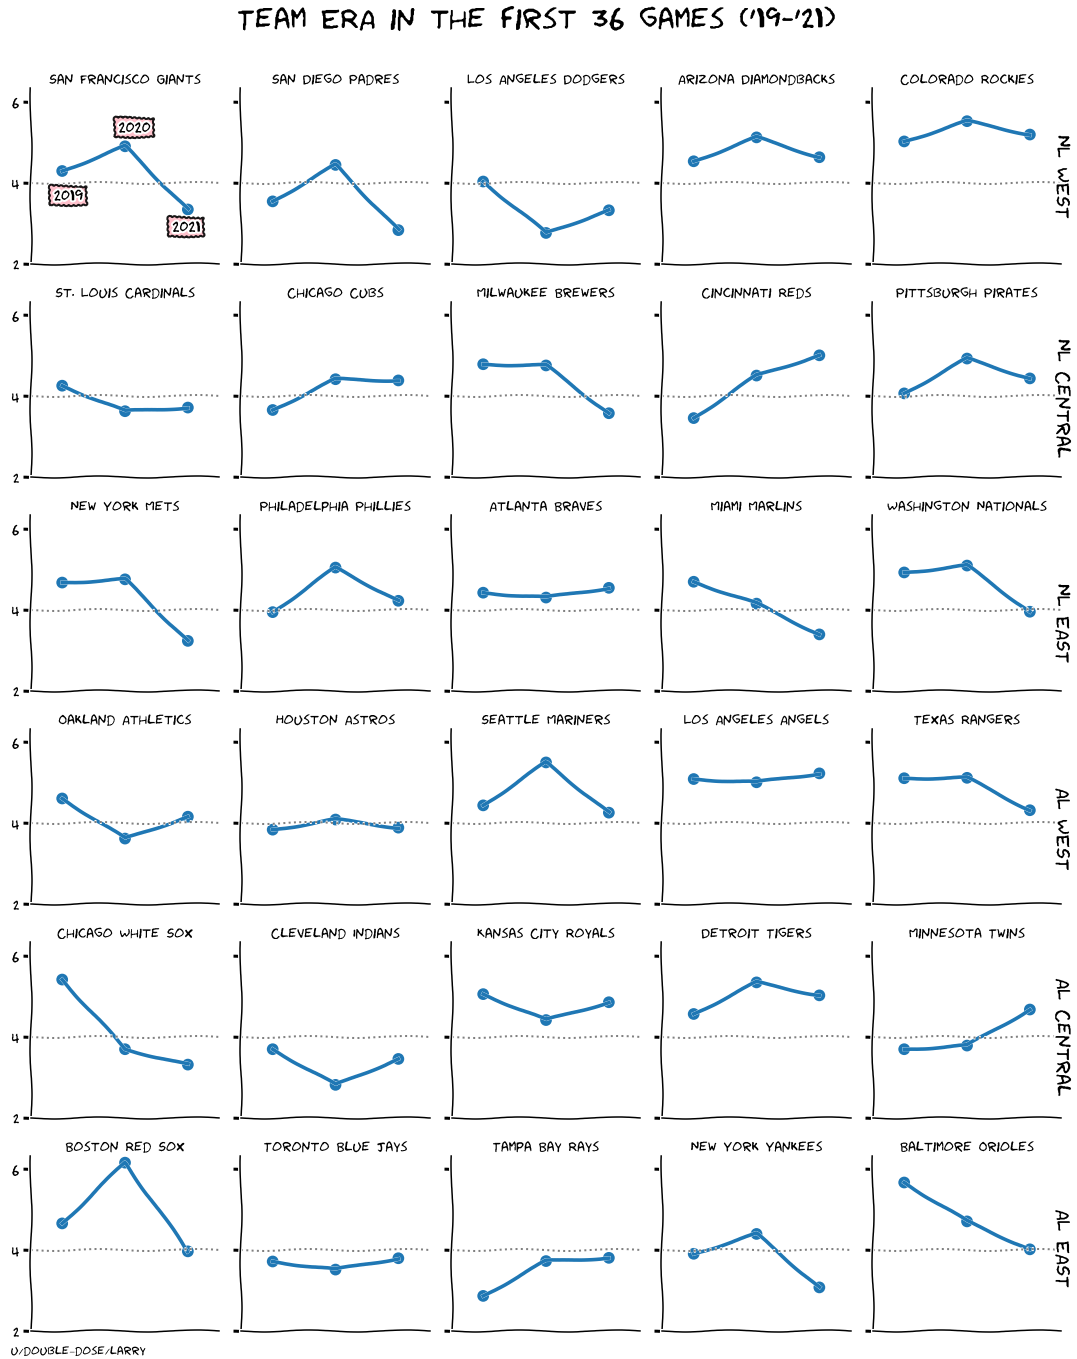 TEAM ERA IN THE FIRST 36 GAMES ('19-'21)
SAN FRANCISCO GIANTS
SAN DIEGO PADRES
LOS ANGELES DODGERS
ARIZONA DIAMONDBACKS
COLORADO ROCKIES
6
4
2
2019
2020
2021
NL WEST
ST. LOUIS CARDINALS
CHICAGO CUBS
MILWAUKEE BREWERS
CINCINNATI REDS
PITTSBURGH PIRATES
6
4
2
NL CENTRAL
NEW YORK METS
PHILADELPHIA PHILLIES
ATLANTA BRAVES
MIAMI MARLINS
WASHINGTON NATIONALS
6
4
2
NL EAST
OAKLAND ATHLETICS
HOUSTON ASTROS
SEATTLE MARINERS
LOS ANGELES ANGELS
TEXAS RANGERS
6
4
2
AL WEST
CHICAGO WHITE SOX
CLEVELAND INDIANS
KANSAS CITY ROYALS
DETROIT TIGERS
MINNESOTA TWINS
6
4
2
AL CENTRAL
BOSTON RED SOX
TORONTO BLUE JAYS
TAMPA BAY RAYS
NEW YORK YANKEES
BALTIMORE ORIOLES
6
4
2
AL EAST
U/DOUBLE-DOSE/LARRY